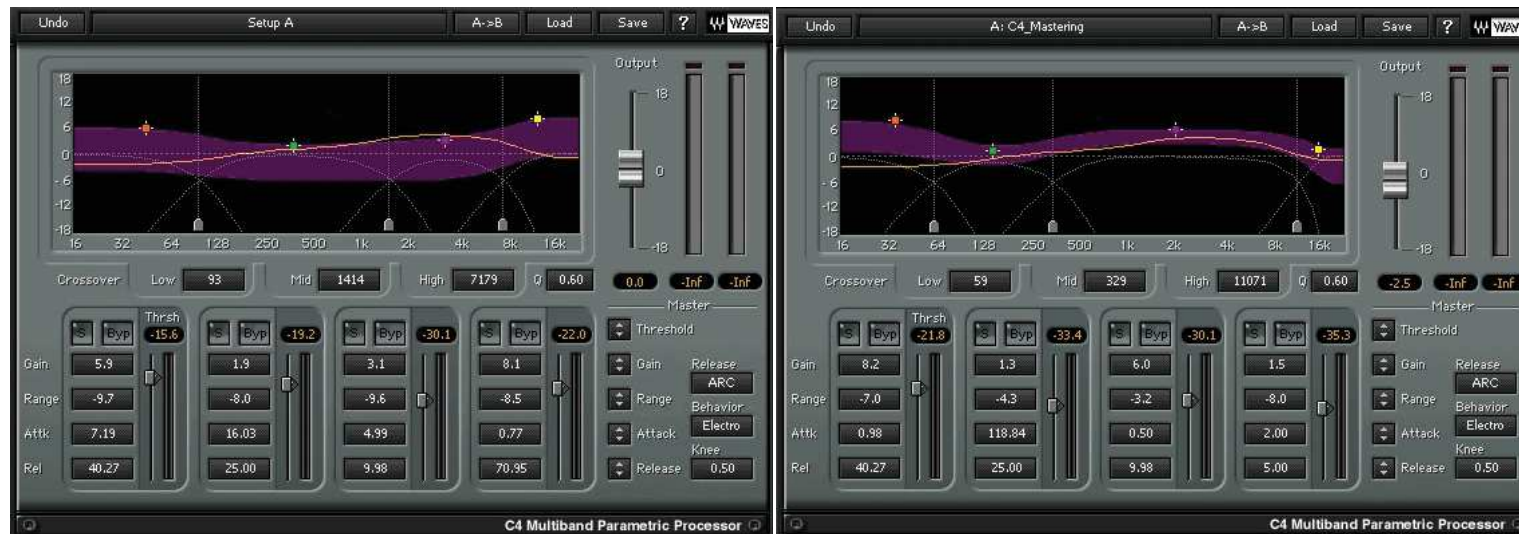 Undo Setup A A->B Load Save ? WAVES
Output
18
12
6
0
-6
-12
-18
16 32 64 128 250 500 1k 2k 4k 8k 16k
18
0
-18
Crossover Low 93 Mid 1414 High 7179 Q 0.60 0.0 -Inf -Inf
Master
Thrsh
S Byp -15.6 S Byp -19.2 S Byp -30.1 S Byp -22.0 Threshold
Gain 5.9 1.9 3.1 8.1 Gain Release
ARC
Range -9.7 -8.0 -9.6 -8.5 Range Behavior
Electro
Attk 7.19 16.03 4.99 0.77 Attack Knee
Rel 40.27 25.00 9.98 70.95 Release 0.50
C4 Multiband Parametric Processor
Undo A: C4_Mastering A->B Load Save ? WAV
Output
18
12
6
0
-6
-12
-18
16 32 64 128 250 500 1k 2k 4k 8k 16k
18
0
-18
Crossover Low 59 Mid 329 High 11071 Q 0.60 -2.5 -Inf -Inf
Master
Thrsh
S Byp -21.8 S Byp -33.4 S Byp -30.1 S Byp -35.3 Threshold
Gain 8.2 1.3 6.0 1.5 Gain Release
ARC
Range -7.0 -4.3 -3.2 -8.0 Range Behavior
Electro
Attk 0.98 118.84 0.50 2.00 Attack Knee
Rel 40.27 25.00 9.98 5.00 Release 0.50
C4 Multiband Parametric Processor